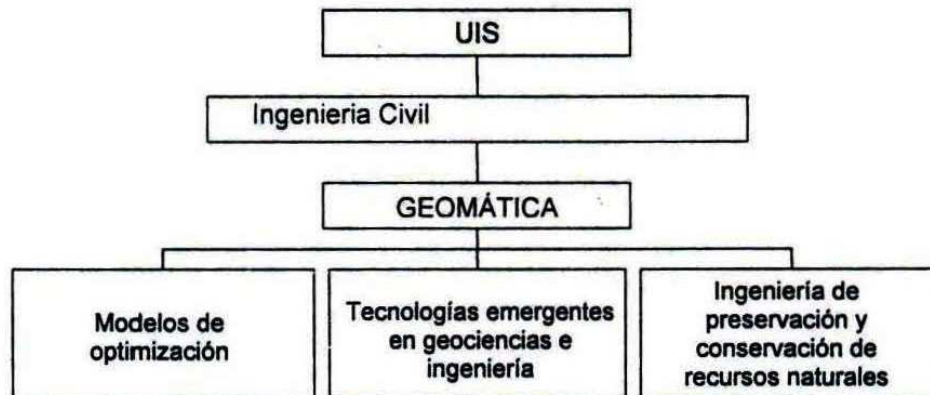 UIS
Ingenieria Civil
GEOMÁTICA
Modelos de
optimización
Tecnologías emergentes
en geociencias e
ingeniería
Ingeniería de
preservación y
conservación de
recursos naturales